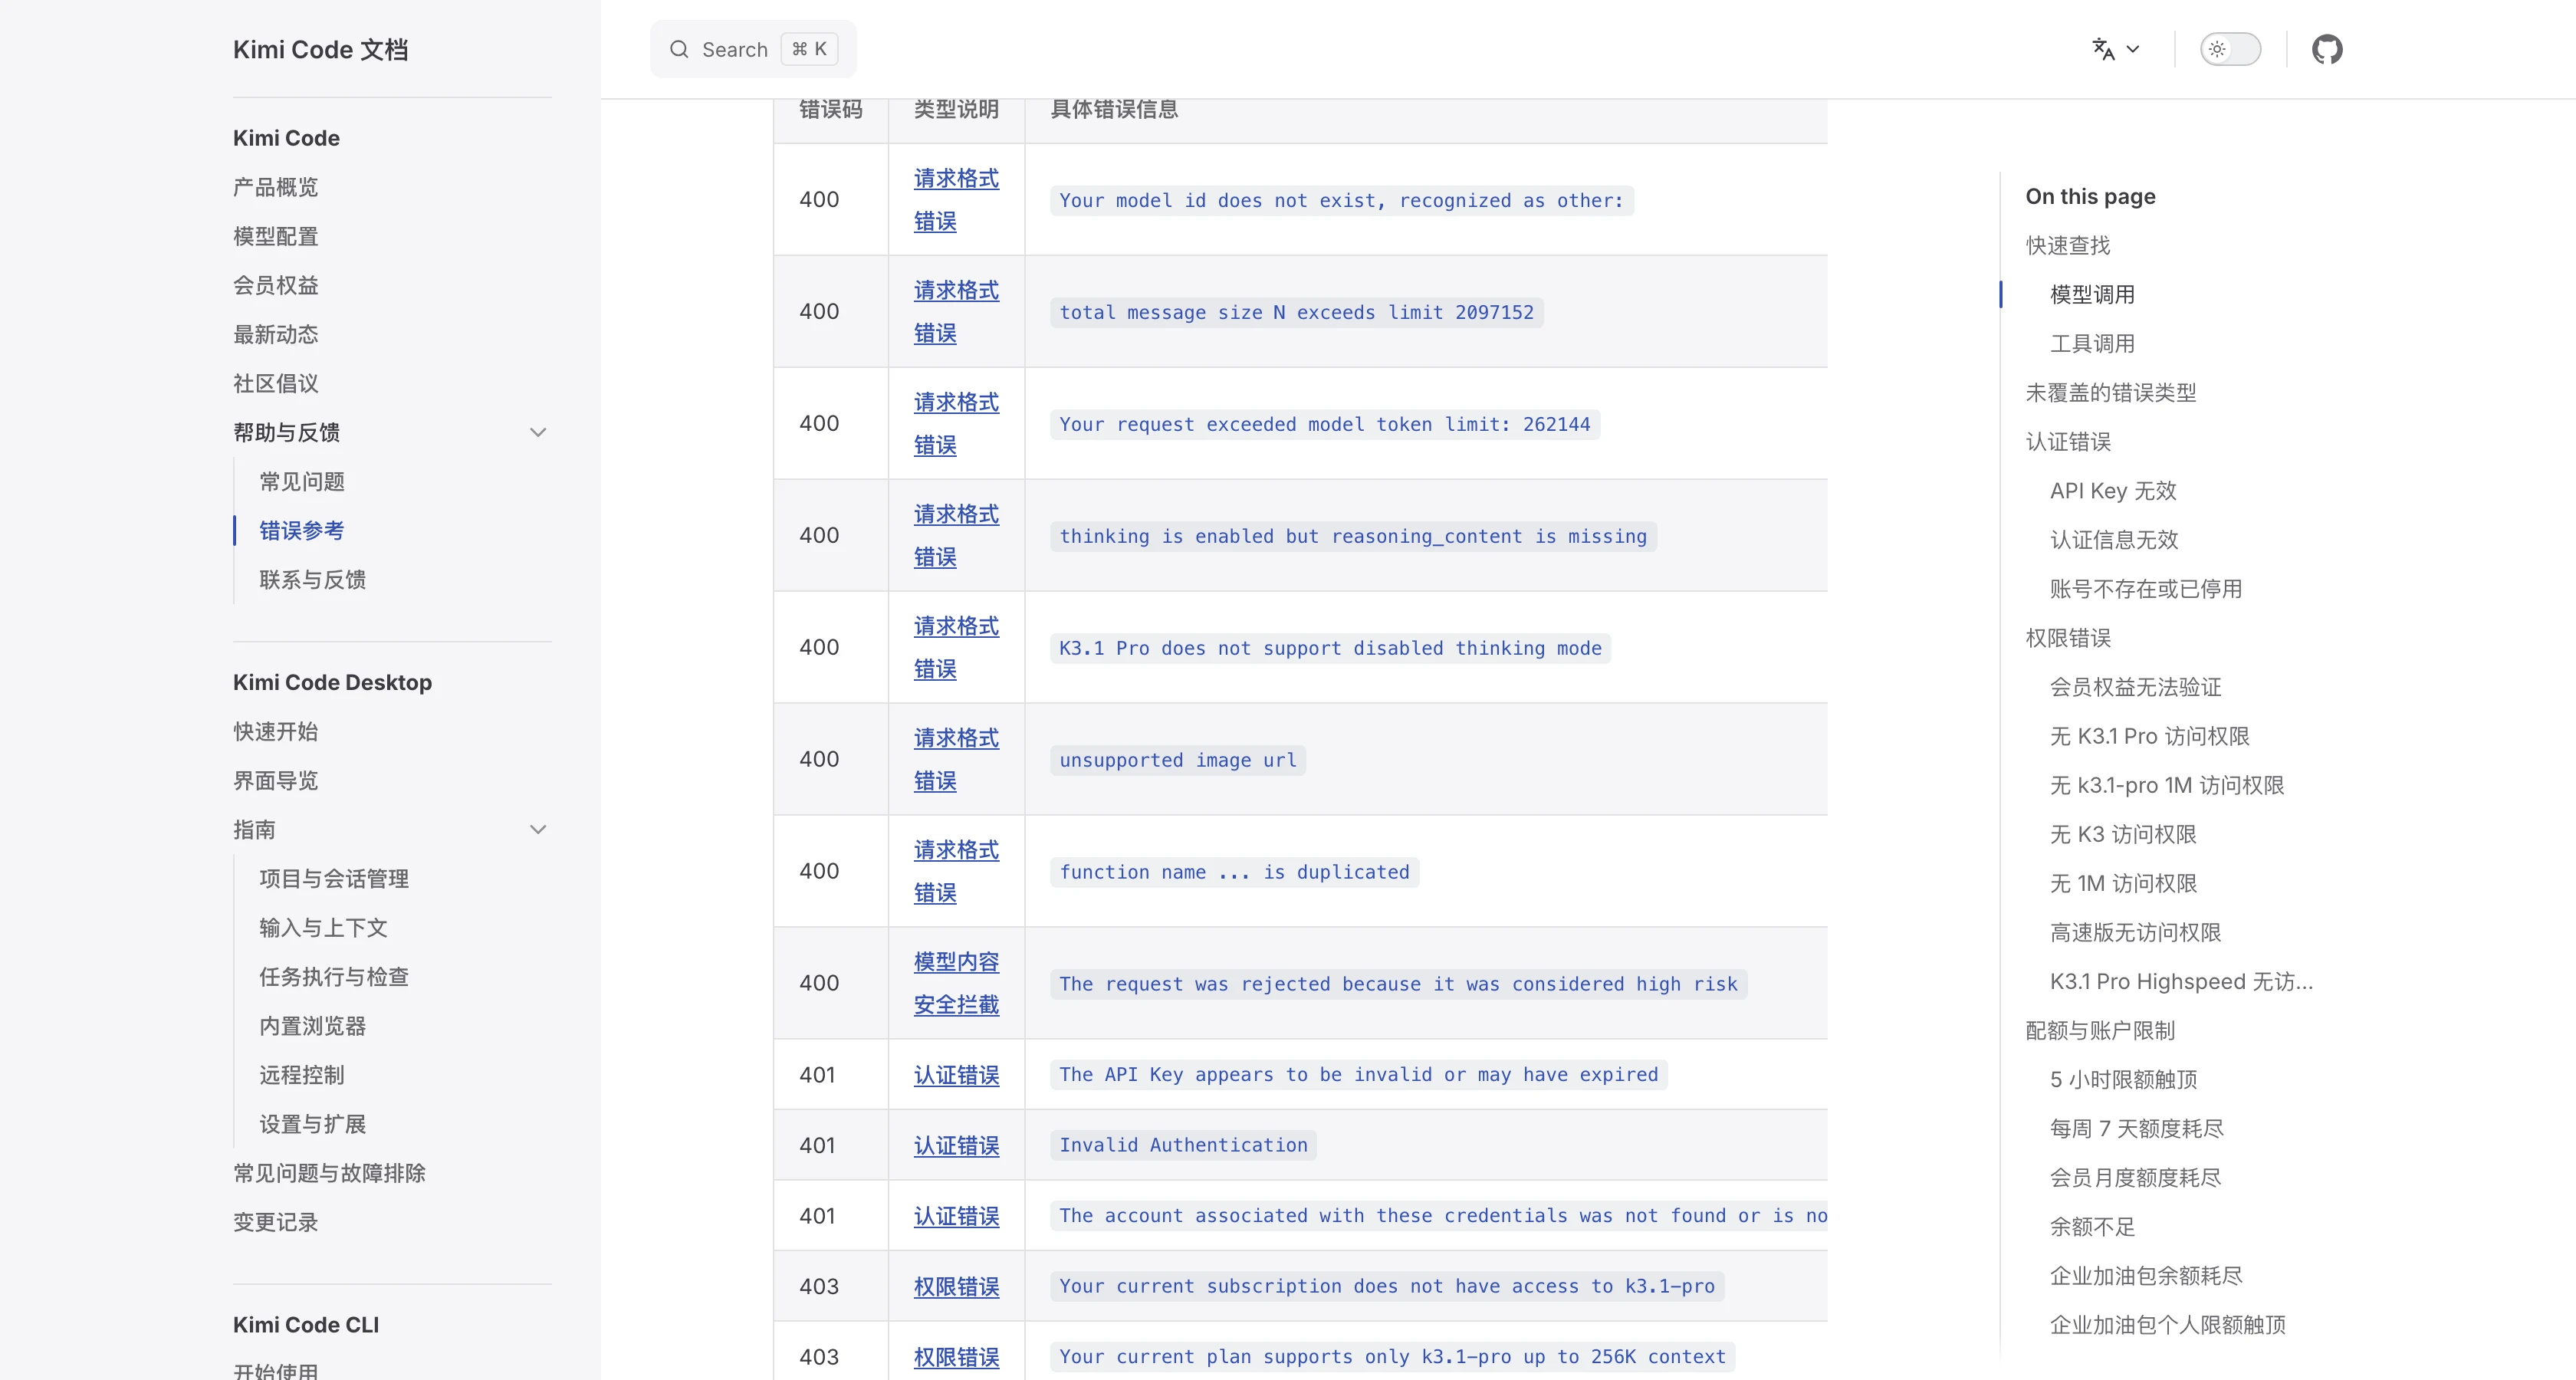 Kimi Code 文档
Search ⌘ K
Kimi Code
产品概览
模型配置
会员权益
最新动态
社区倡议
帮助与反馈
常见问题
错误参考
联系与反馈
Kimi Code Desktop
快速开始
界面导览
指南
项目与会话管理
输入与上下文
任务执行与检查
内置浏览器
远程控制
设置与扩展
常见问题与故障排除
变更记录
Kimi Code CLI
开始使用
错误码 类型说明 具体错误信息
400 请求格式错误 Your model id does not exist, recognized as other:
400 请求格式错误 total message size N exceeds limit 2097152
400 请求格式错误 Your request exceeded model token limit: 262144
400 请求格式错误 thinking is enabled but reasoning_content is missing
400 请求格式错误 K3.1 Pro does not support disabled thinking mode
400 请求格式错误 unsupported image url
400 请求格式错误 function name ... is duplicated
400 模型内容安全拦截 The request was rejected because it was considered high risk
401 认证错误 The API Key appears to be invalid or may have expired
401 认证错误 Invalid Authentication
401 认证错误 The account associated with these credentials was not found or is no
403 权限错误 Your current subscription does not have access to k3.1-pro
403 权限错误 Your current plan supports only k3.1-pro up to 256K context
On this page
快速查找
模型调用
工具调用
未覆盖的错误类型
认证错误
API Key 无效
认证信息无效
账号不存在或已停用
权限错误
会员权益无法验证
无 K3.1 Pro 访问权限
无 k3.1-pro 1M 访问权限
无 K3 访问权限
无 1M 访问权限
高速版无访问权限
K3.1 Pro Highspeed 无访...
配额与账户限制
5 小时限额触顶
每周 7 天额度耗尽
会员月度额度耗尽
余额不足
企业加油包余额耗尽
企业加油包个人限额触顶